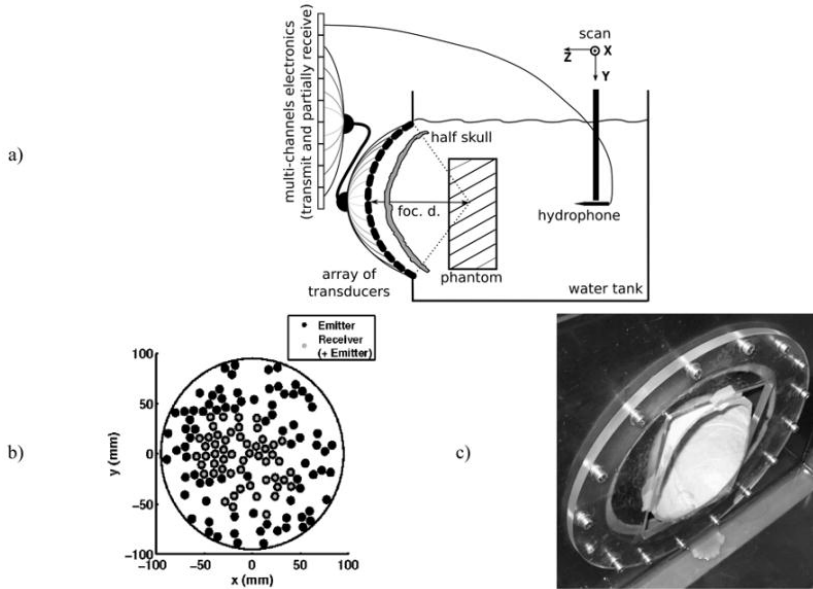 a)
multi-channels electronics
(transmit and partially receive)
scan
Z X
Y
half skull
foc. d.
hydrophone
array of
transducers
phantom
water tank
b)
Emitter
Receiver
(+ Emitter)
100
50
0
−50
−100
y (mm)
−100 −50 0 50 100
x (mm)
c)